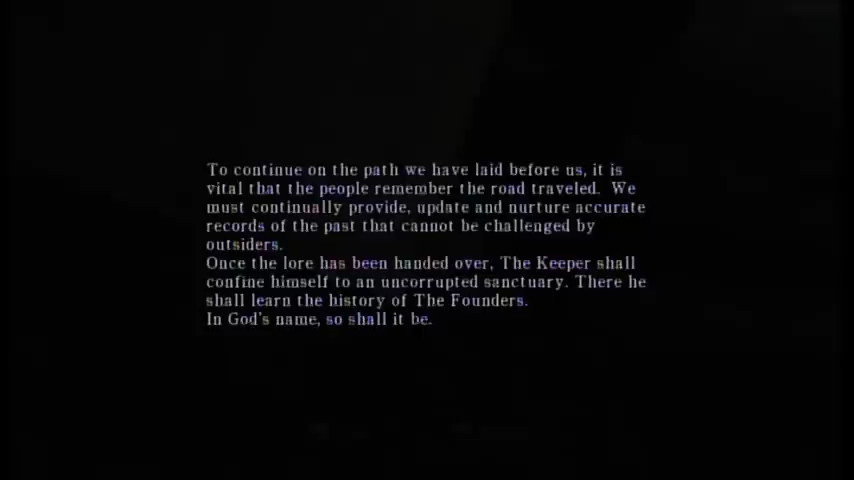 To continue on the path we have laid before us, it is
vital that the people remember the road traveled. We
must continually provide, update and nurture accurate
records of the past that cannot be challenged by
outsiders.
Once the lore has been handed over, The Keeper shall
confine himself to an uncorrupted sanctuary. There he
shall learn the history of The Founders.
In God's name, so shall it be.